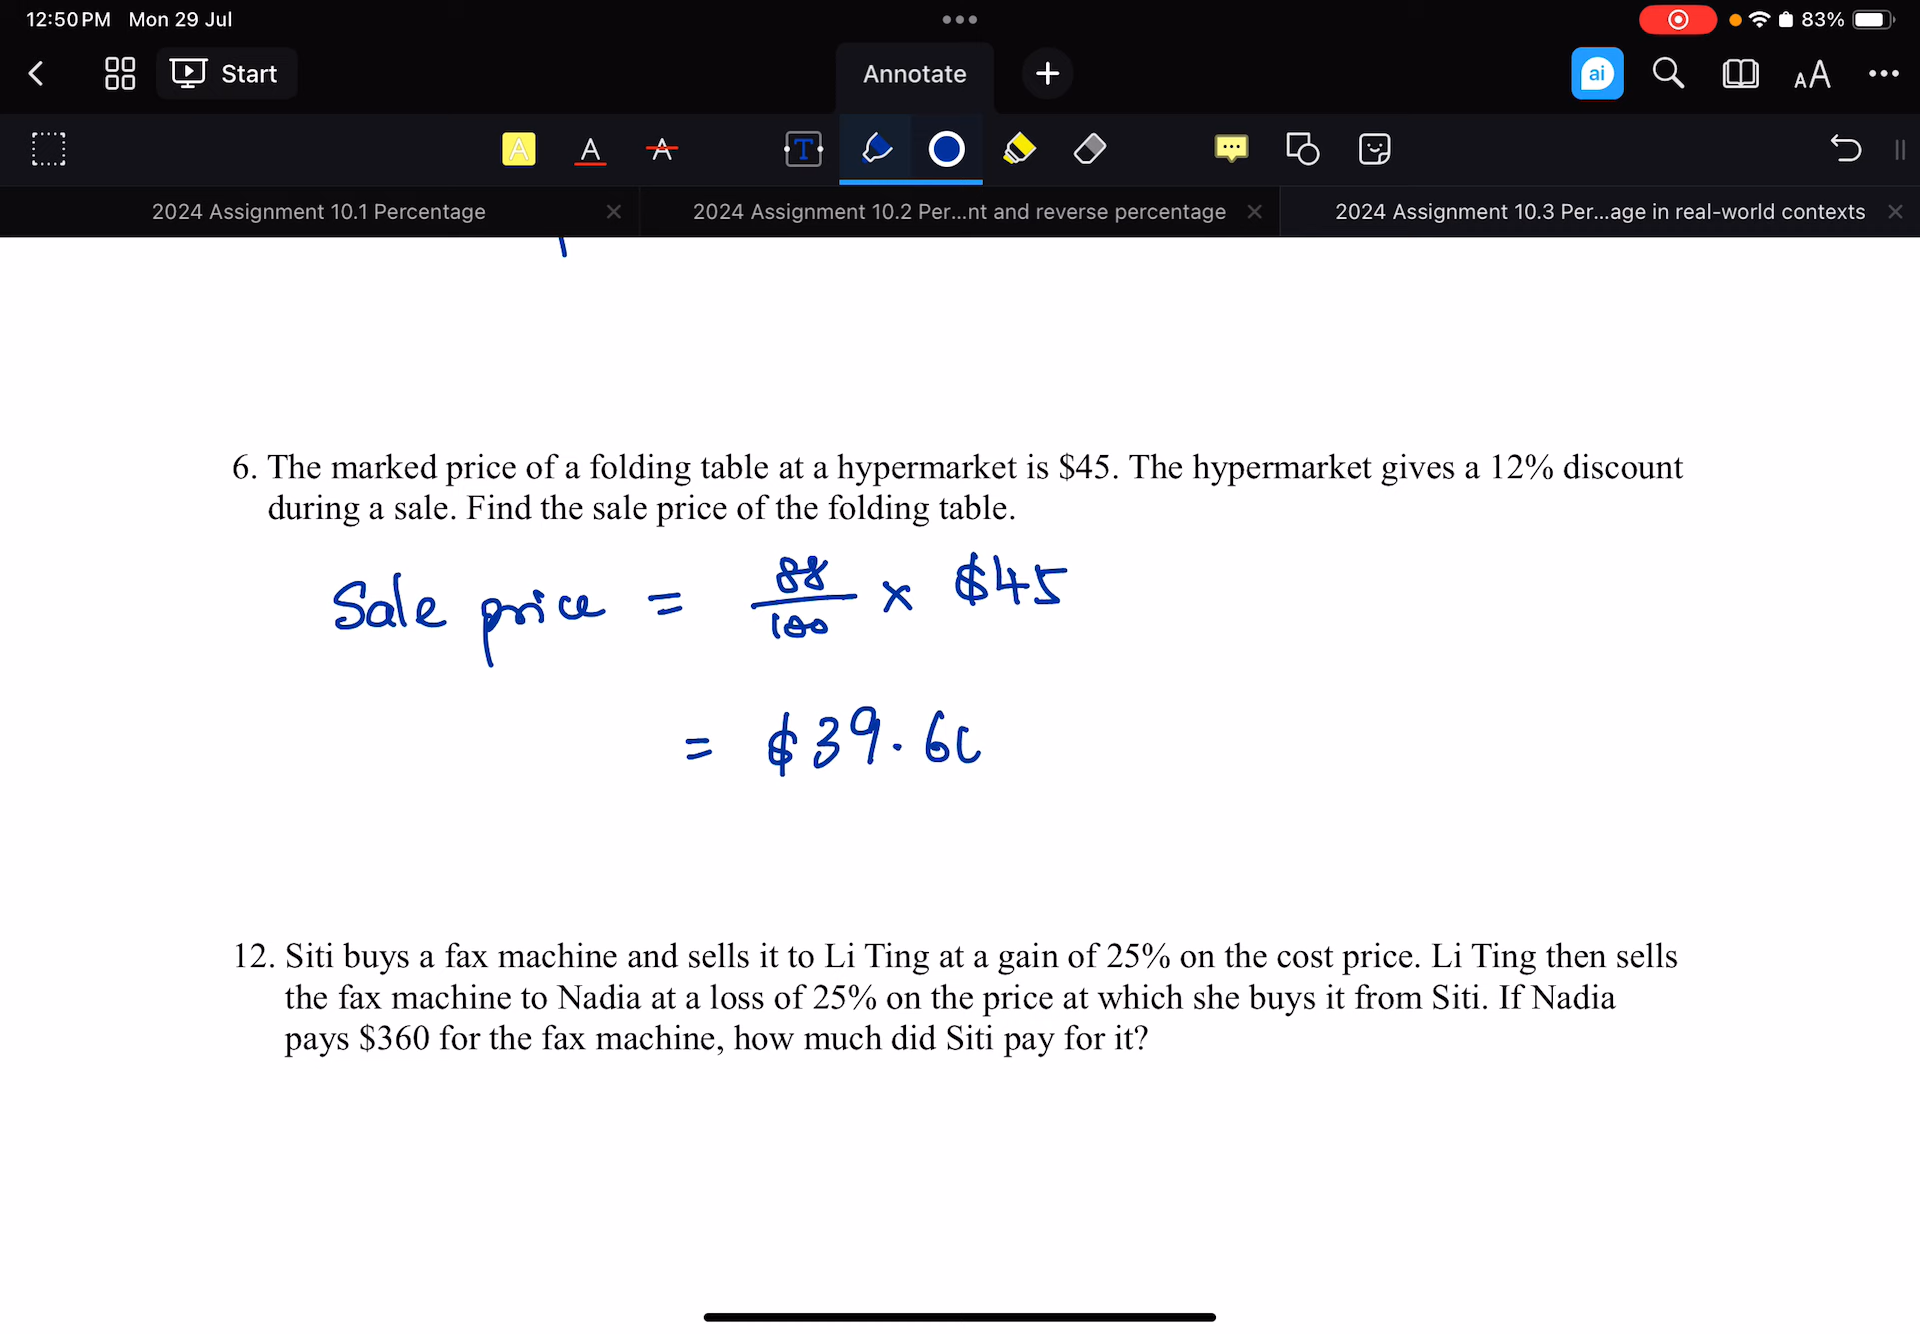 12:50 PM Mon 29 Jul
83%
Start
Annotate
ai
AA
A A A T
2024 Assignment 10.1 Percentage
2024 Assignment 10.2 Per...nt and reverse percentage
2024 Assignment 10.3 Per...age in real-world contexts
6. The marked price of a folding table at a hypermarket is $45. The hypermarket gives a 12% discount
during a sale. Find the sale price of the folding table.
Sale price = 88/100 × $45
= $39.60
12. Siti buys a fax machine and sells it to Li Ting at a gain of 25% on the cost price. Li Ting then sells
the fax machine to Nadia at a loss of 25% on the price at which she buys it from Siti. If Nadia
pays $360 for the fax machine, how much did Siti pay for it?